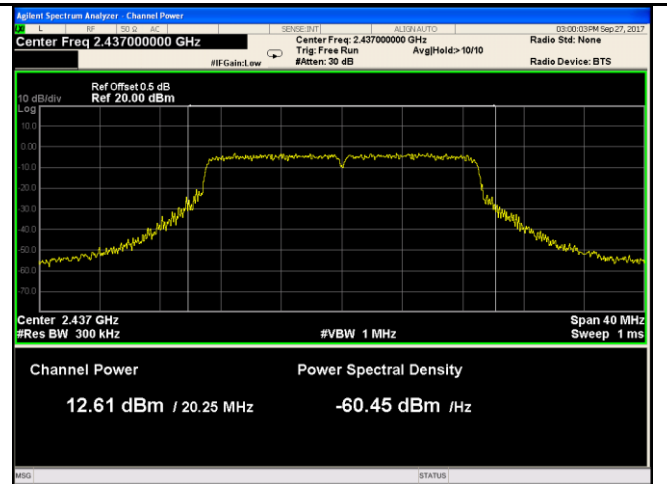 Agilent Spectrum Analyzer - Channel Power
L RF 50 Ω AC SENSE:INT ALIGN AUTO 03:00:03 PM Sep 27, 2017
Center Freq 2.437000000 GHz Center Freq: 2.437000000 GHz Radio Std: None
Trig: Free Run Avg|Hold:>10/10
#IFGain:Low #Atten: 30 dB Radio Device: BTS
Ref Offset 0.5 dB
10 dB/div Ref 20.00 dBm
Log
10.0
0.00
-10.0
-20.0
-30.0
-40.0
-50.0
-60.0
-70.0
Center 2.437 GHz Span 40 MHz
#Res BW 300 kHz #VBW 1 MHz Sweep 1 ms
Channel Power Power Spectral Density
12.61 dBm / 20.25 MHz -60.45 dBm /Hz
MSG STATUS